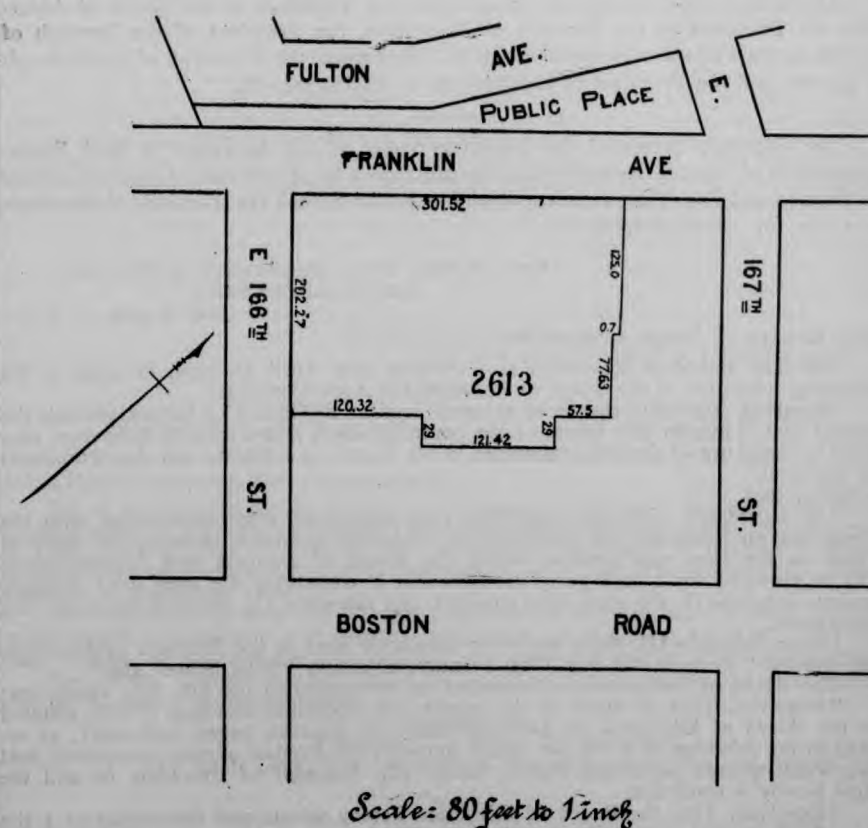 FULTON AVE.
PUBLIC PLACE
E.
FRANKLIN AVE
301.52
E 166TH ST.
202.27
125.0
0.7
77.63
167TH ST.
2613
120.32
29
121.42
29
57.5
BOSTON ROAD
Scale: 80 feet to 1 inch